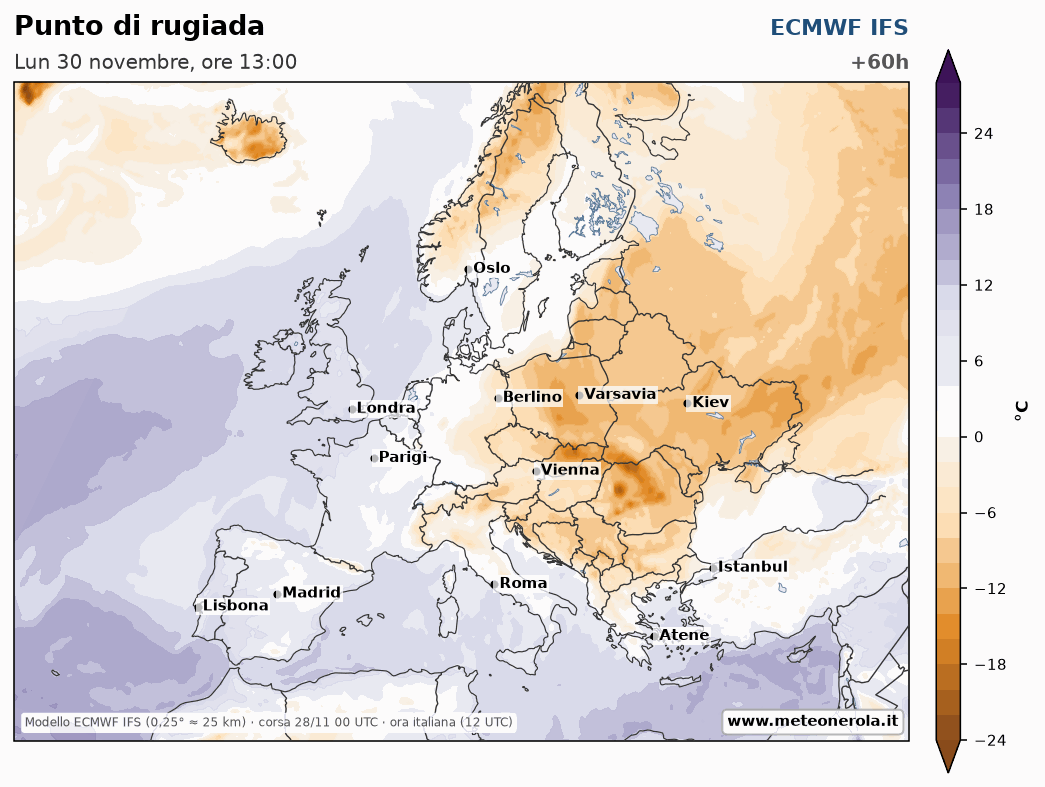 Punto di rugiada
ECMWF IFS
Lun 30 novembre, ore 13:00
+60h
Oslo
Londra
Berlino
Varsavia
Kiev
Parigi
Vienna
Istanbul
Roma
Madrid
Lisbona
Atene
24
18
12
6
0
−6
−12
−18
−24
°C
Modello ECMWF IFS (0,25° ≈ 25 km) · corsa 28/11 00 UTC · ora italiana (12 UTC)
www.meteonerola.it